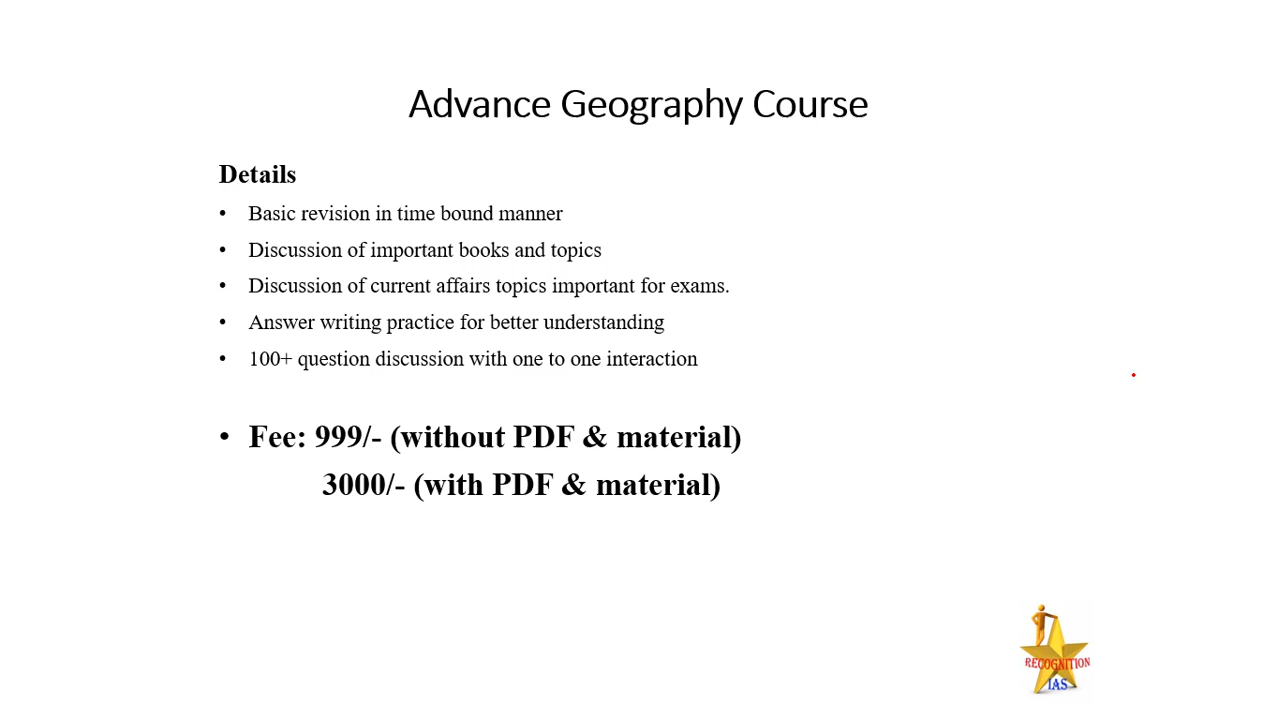 Advance Geography Course
Details
• Basic revision in time bound manner
• Discussion of important books and topics
• Discussion of current affairs topics important for exams.
• Answer writing practice for better understanding
• 100+ question discussion with one to one interaction
• Fee: 999/- (without PDF & material)
3000/- (with PDF & material)
RECOGNITION
IAS